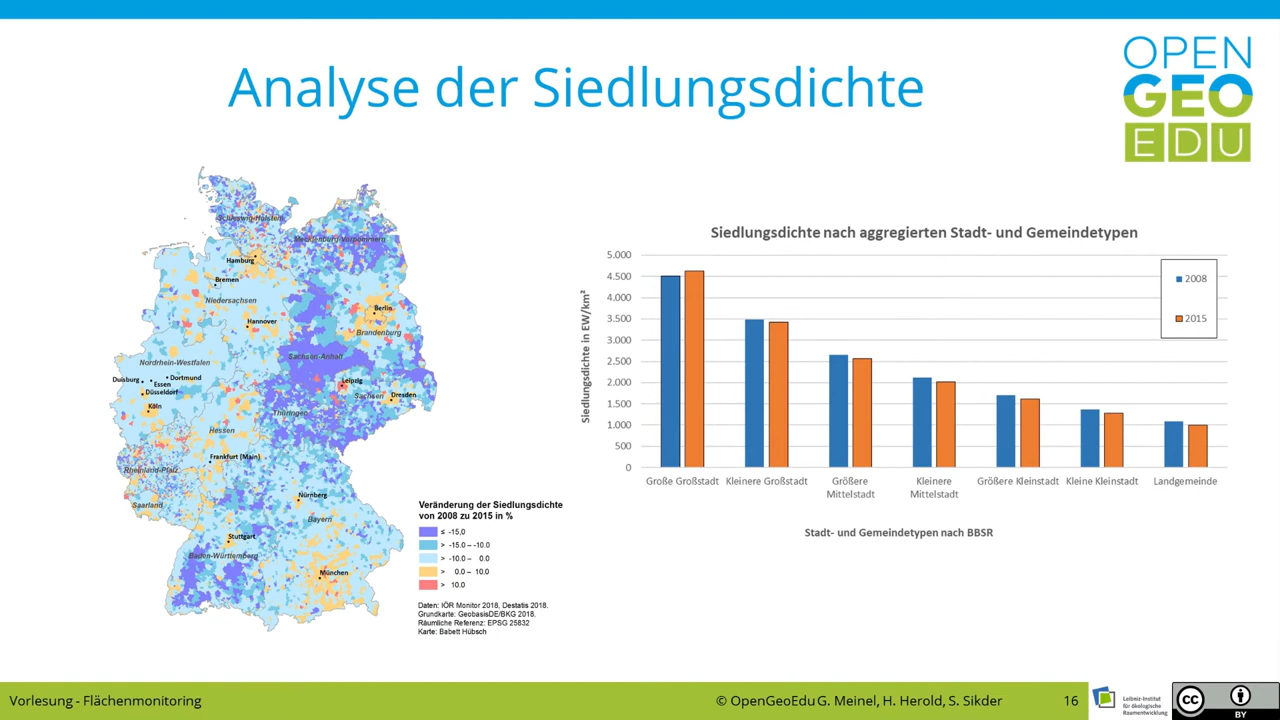 Analyse der Siedlungsdichte
OPEN
GEO
EDU
Schleswig-Holstein
Mecklenburg-Vorpommern
Hamburg
Bremen
Niedersachsen
Berlin
Hannover
Brandenburg
Sachsen-Anhalt
Nordrhein-Westfalen
Duisburg
Dortmund
Essen
Düsseldorf
Leipzig
Sachsen
Dresden
Köln
Thüringen
Hessen
Frankfurt (Main)
Rheinland-Pfalz
Saarland
Nürnberg
Bayern
Stuttgart
Baden-Württemberg
München
Veränderung der Siedlungsdichte
von 2008 zu 2015 in %
≤ -15,0
> -15.0 – -10.0
> -10.0 – 0.0
> 0.0 – 10.0
> 10.0
Daten: IÖR Monitor 2018, Destatis 2018.
Grundkarte: GeobasisDE/BKG 2018.
Räumliche Referenz: EPSG 25832
Karte: Babett Hübsch
Siedlungsdichte nach aggregierten Stadt- und Gemeindetypen
Siedlungsdichte in EW/km²
5.000
4.500
4.000
3.500
3.000
2.500
2.000
1.500
1.000
500
0
2008
2015
Große Großstadt
Kleinere Großstadt
Größere
Mittelstadt
Kleinere
Mittelstadt
Größere Kleinstadt
Kleine Kleinstadt
Landgemeinde
Stadt- und Gemeindetypen nach BBSR
Vorlesung - Flächenmonitoring
© OpenGeoEdu G. Meinel, H. Herold, S. Sikder
16
Leibniz-Institut
für ökologische
Raumentwicklung
CC
BY